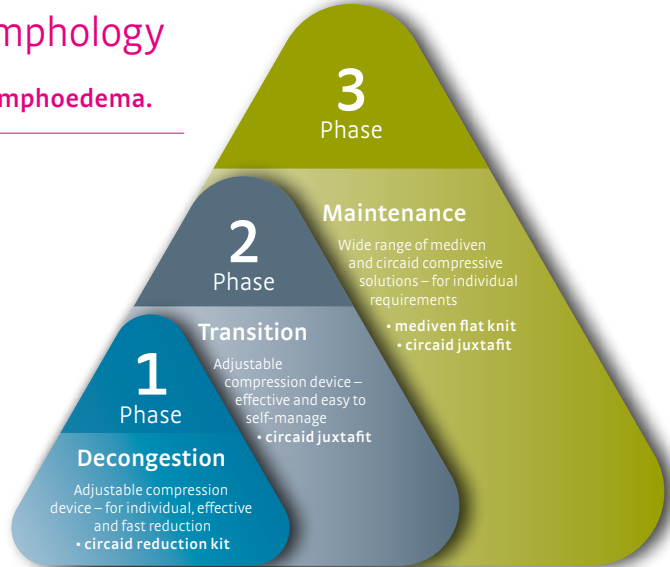 mphology
mphoedema.
3
Phase
Maintenance
Wide range of mediven
and circaid compressive
solutions – for individual
requirements
• mediven flat knit
• circaid juxtafit
2
Phase
Transition
Adjustable
compression device –
effective and easy to
self-manage
• circaid juxtafit
1
Phase
Decongestion
Adjustable compression
device – for individual, effective
and fast reduction
• circaid reduction kit